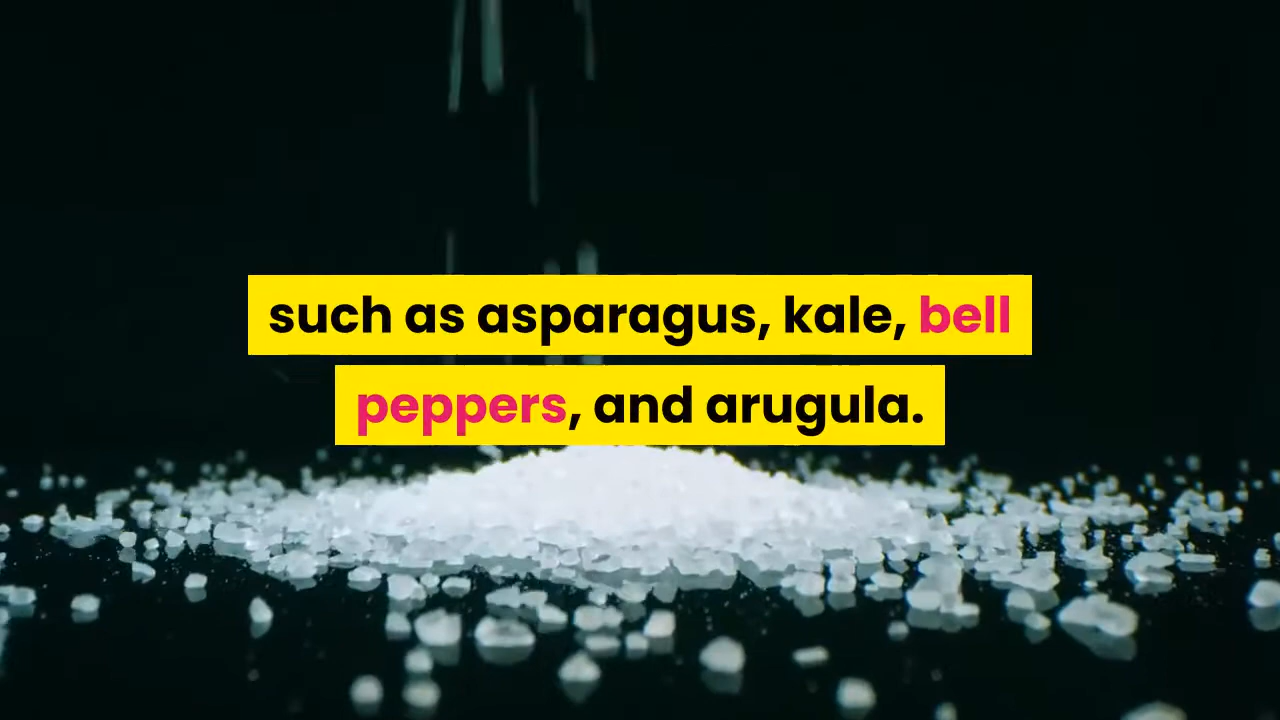 such as asparagus, kale, bell
peppers, and arugula.